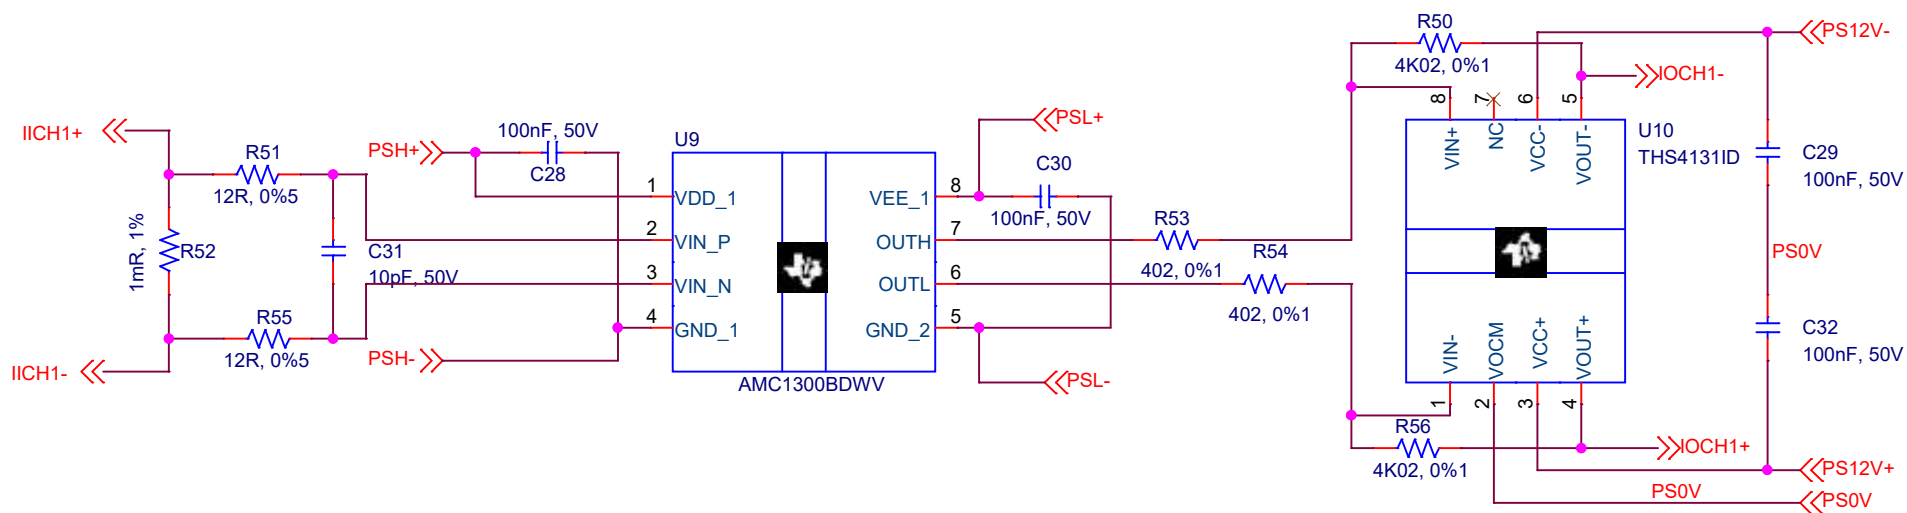 R50
4K02, 0%1
PS12V-
IOCH1-
IICH1+
100nF, 50V
C28
PSH+
U9
PSL+
8
7
6
5
VIN+
NC
VCC-
VOUT-
U10
THS4131ID
R51
12R, 0%5
C30
100nF, 50V
C29
100nF, 50V
1
VDD_1
VEE_1
8
1mR, 1%
R52
C31
10pF, 50V
2
VIN_P
OUTH
7
R53
402, 0%1
R54
402, 0%1
PS0V
3
VIN_N
OUTL
6
R55
12R, 0%5
4
GND_1
GND_2
5
C32
100nF, 50V
IICH1-
PSH-
AMC1300BDWV
PSL-
VIN-
VOCM
VCC+
VOUT+
1
2
3
4
R56
4K02, 0%1
IOCH1+
PS12V+
PS0V
PS0V